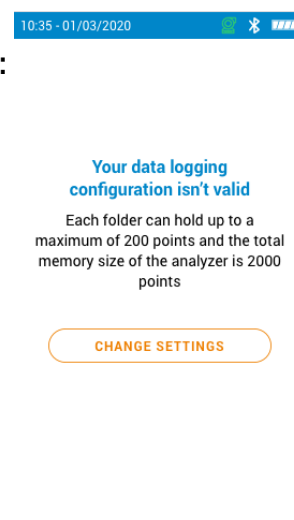 10:35 - 01/03/2020
:
Your data logging
configuration isn't valid
Each folder can hold up to a
maximum of 200 points and the total
memory size of the analyzer is 2000
points
CHANGE SETTINGS